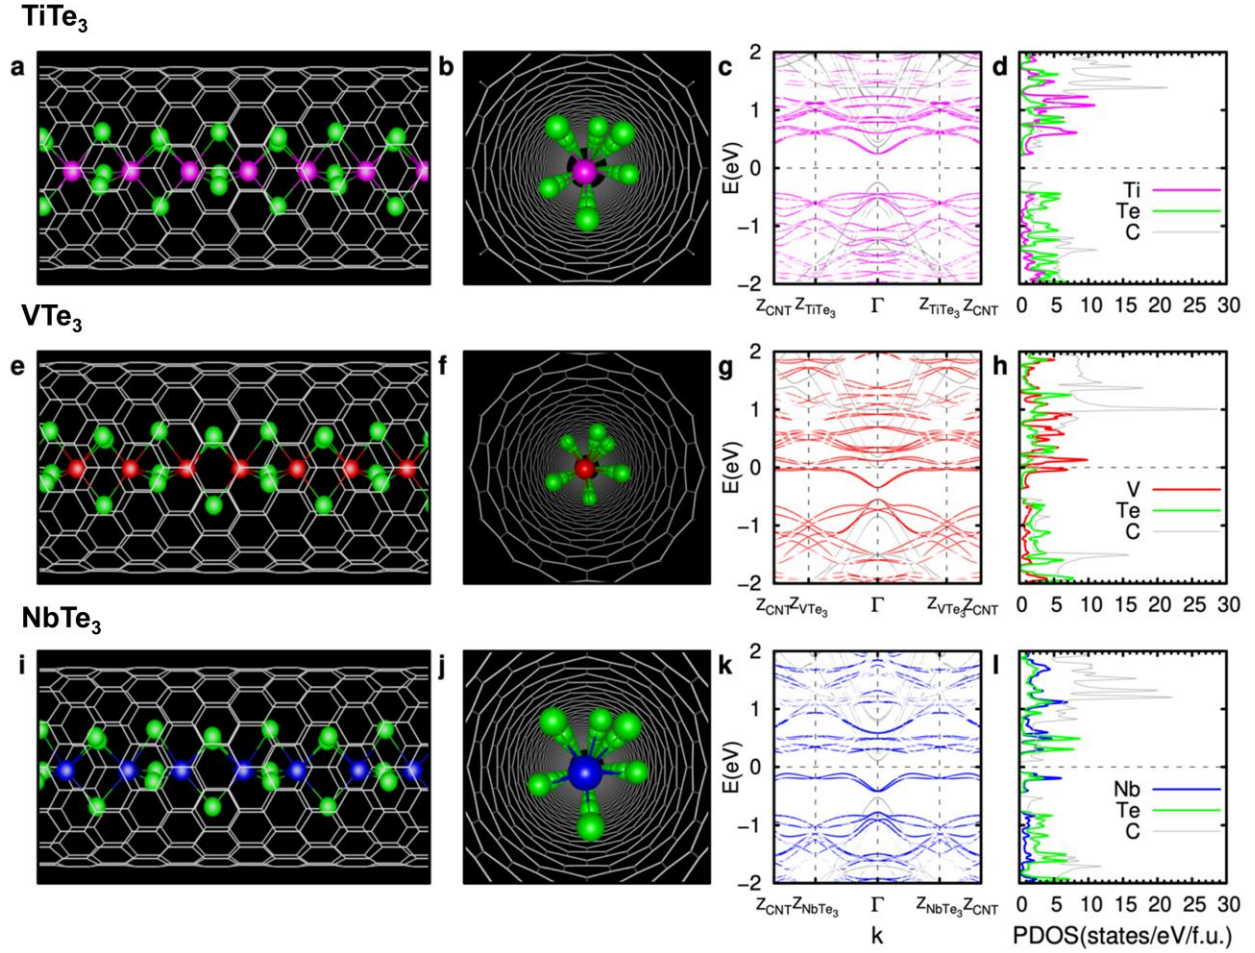 TiTe3
a b c d
2
1
0
−1
−2
E(eV)
ZCNT ZTiTe3 Γ ZTiTe3 ZCNT
Ti
Te
C
0 5 10 15 20 25 30
VTe3
e f g h
2
1
0
−1
−2
E(eV)
ZCNT ZVTe3 Γ ZVTe3 ZCNT
V
Te
C
0 5 10 15 20 25 30
NbTe3
i j k l
2
1
0
−1
−2
E(eV)
ZCNT ZNbTe3 Γ ZNbTe3 ZCNT
k
Nb
Te
C
0 5 10 15 20 25 30
PDOS(states/eV/f.u.)